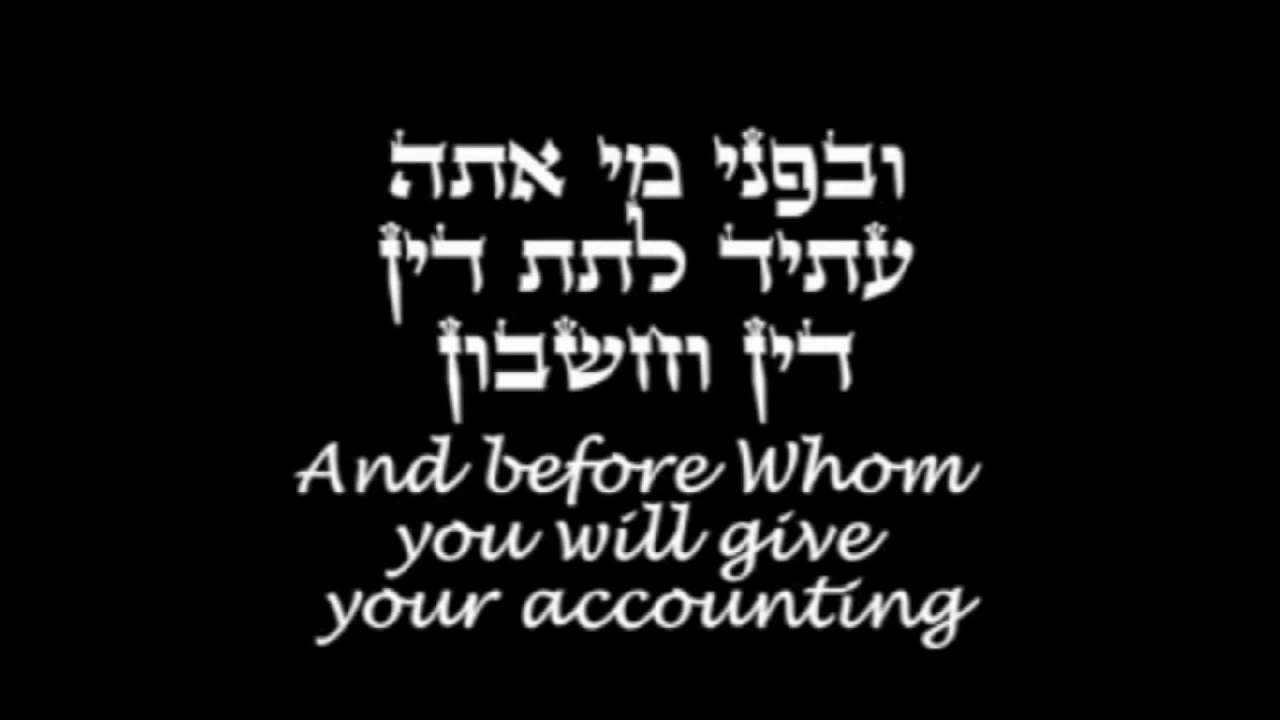 ובפני מי אתה
עתיד לתת דין
דין וחשבון
And before Whom
you will give
your accounting